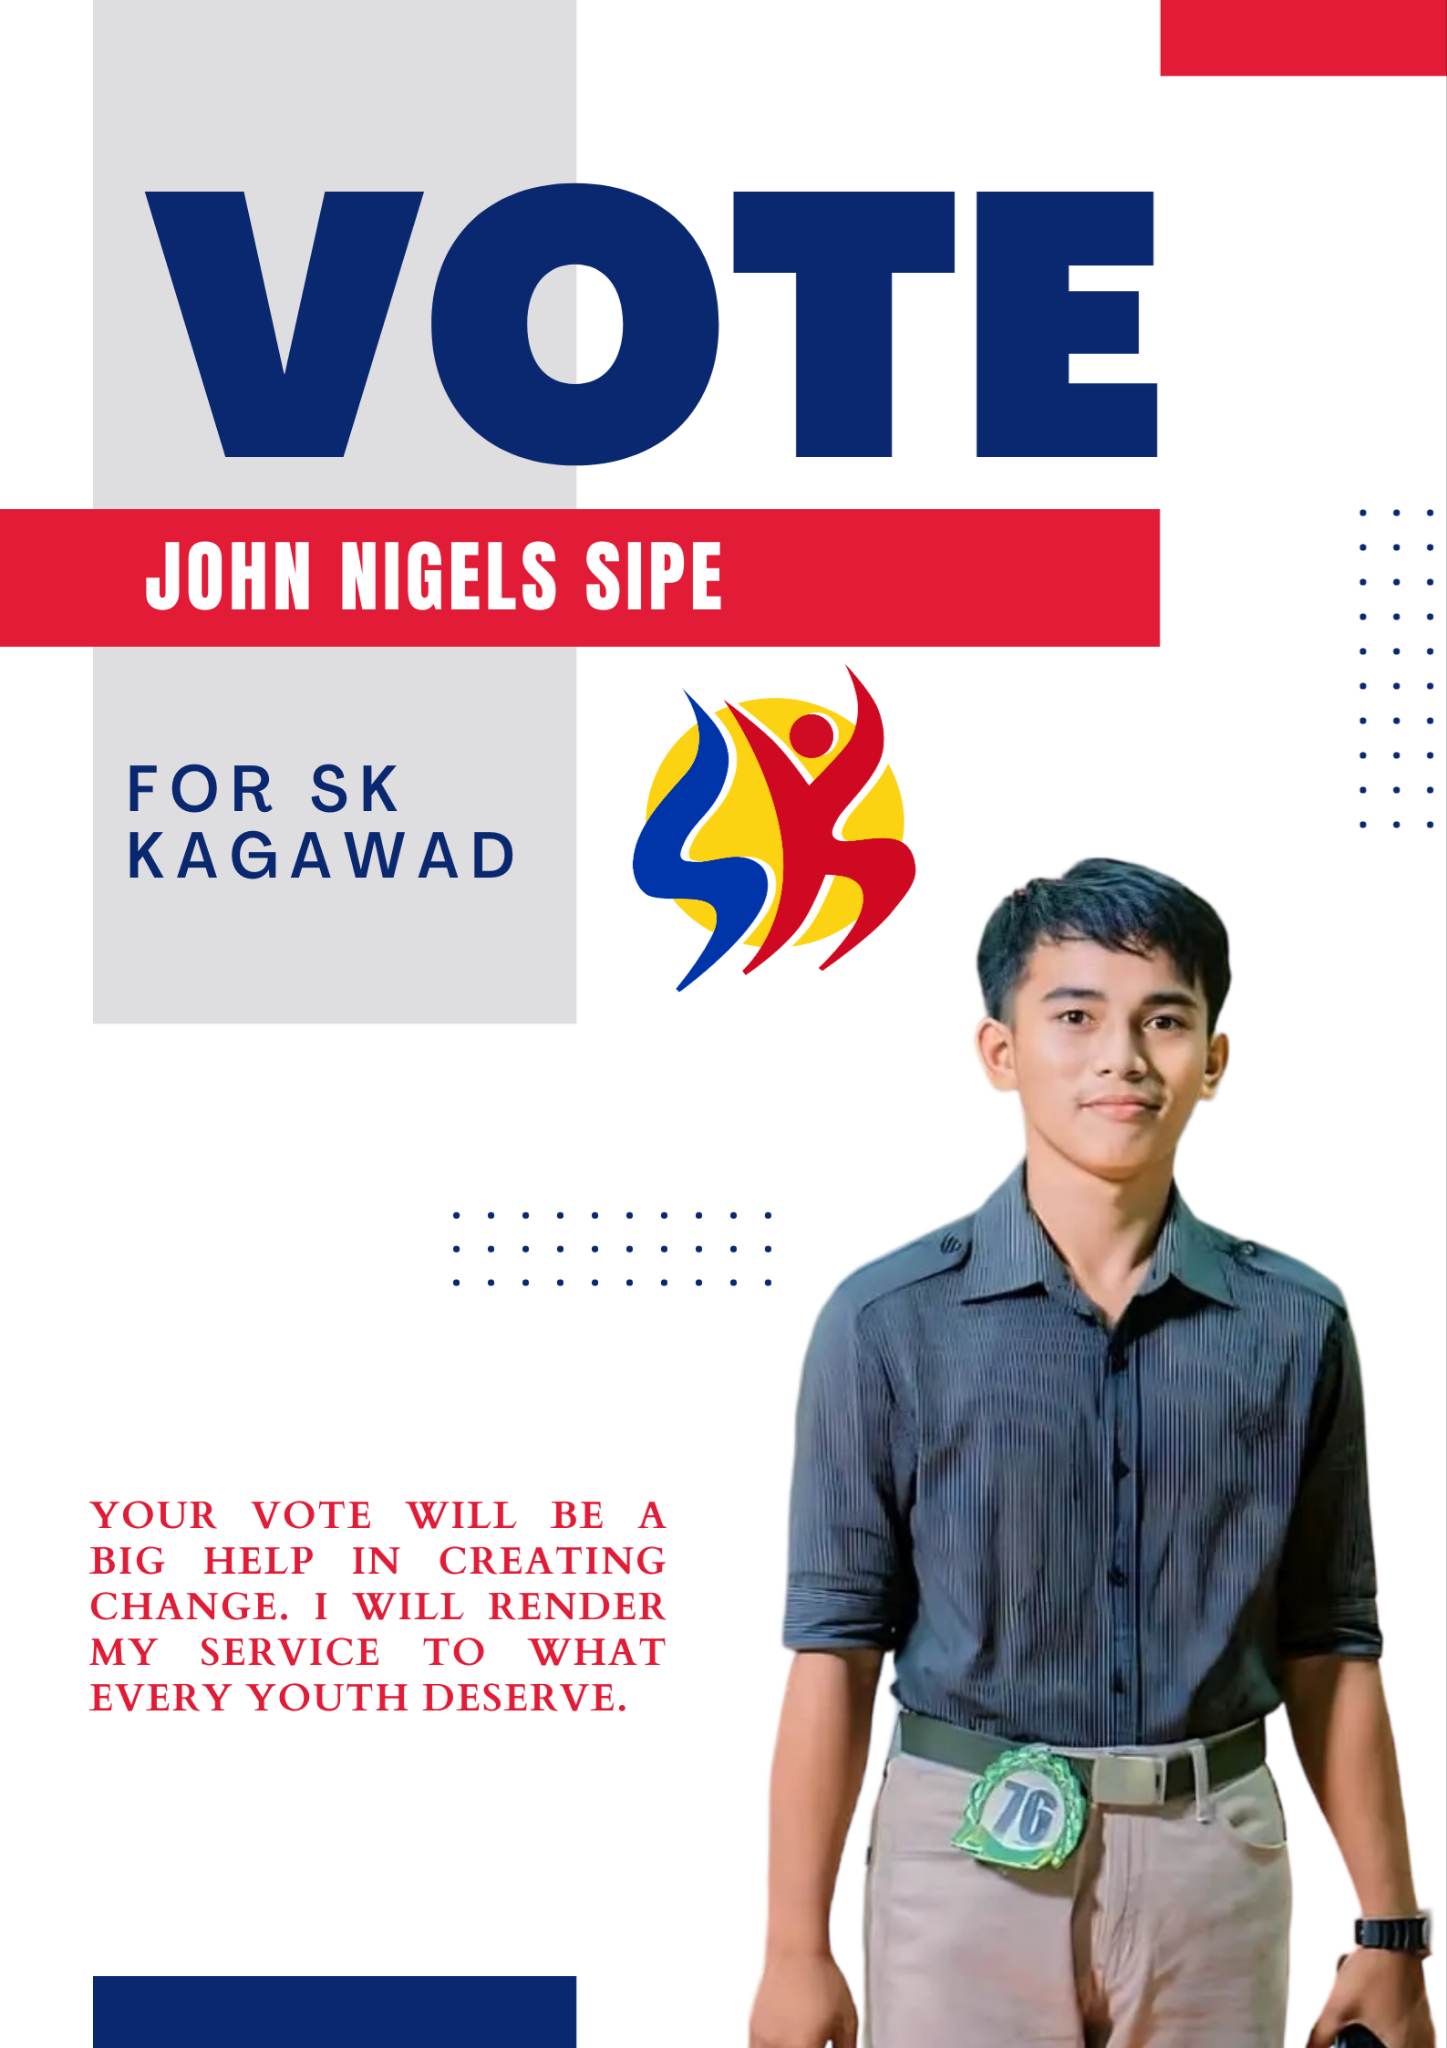 VOTE
JOHN NIGELS SIPE
FOR SK
KAGAWAD
SK
YOUR VOTE WILL BE A
BIG HELP IN CREATING
CHANGE. I WILL RENDER
MY SERVICE TO WHAT
EVERY YOUTH DESERVE.
76